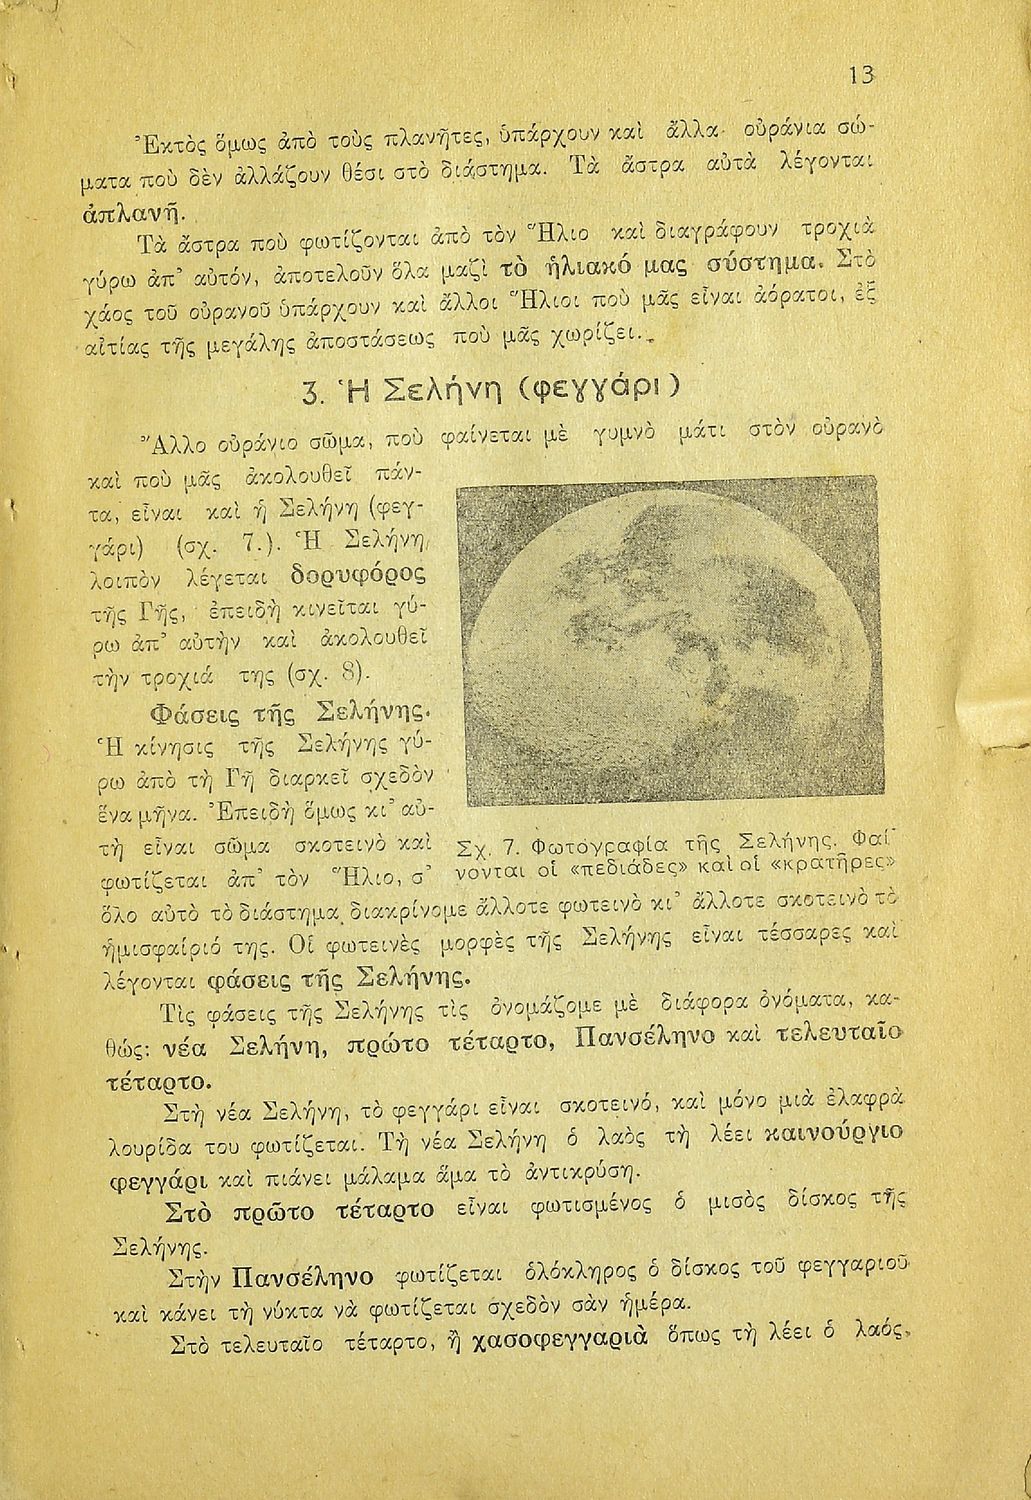 13
Ἐκτὸς ὅμως ἀπὸ τοὺς πλανῆτες, ὑπάρχουν καὶ ἄλλα οὐράνια σώ-
ματα ποὺ δὲν ἀλλάζουν θέσι στὸ διάστημα. Τὰ ἄστρα αὐτὰ λέγονται
ἀπλανῆ.
Τὰ ἄστρα ποὺ φωτίζονται ἀπὸ τὸν Ἥλιο καὶ διαγράφουν τροχιὰ
γύρω ἀπ᾿ αὐτόν, ἀποτελοῦν ὅλα μαζὶ τὸ ἡλιακό μας σύστημα. Στὸ
χάος τοῦ οὐρανοῦ ὑπάρχουν καὶ ἄλλοι Ἥλιοι ποὺ μᾶς εἶναι ἀόρατοι, ἐξ
αἰτίας τῆς μεγάλης ἀποστάσεως ποὺ μᾶς χωρίζει.
3. Ἡ Σελήνη (φεγγάρι)
Ἄλλο οὐράνιο σῶμα, ποὺ φαίνεται μὲ γυμνὸ μάτι στὸν οὐρανὸ
καὶ ποὺ μᾶς ἀκολουθεῖ πάν-
τα, εἶναι καὶ ἡ Σελήνη (φεγ-
γάρι) (σχ. 7.). Ἡ Σελήνη
λοιπὸν λέγεται δορυφόρος
τῆς Γῆς, ἐπειδὴ κινεῖται γύ-
ρω ἀπ᾿ αὐτὴν καὶ ἀκολουθεῖ
τὴν τροχιά της (σχ. 8).
Φάσεις τῆς Σελήνης.
Ἡ κίνησις τῆς Σελήνης γύ-
ρω ἀπὸ τὴ Γῆ διαρκεῖ σχεδὸν
ἕνα μῆνα. Ἐπειδὴ ὅμως κι᾿ αὐ-
τὴ εἶναι σῶμα σκοτεινὸ καὶ
φωτίζεται ἀπ᾿ τὸν Ἥλιο, σ᾿
Σχ. 7. Φωτογραφία τῆς Σελήνης. Φαί-
νονται οἱ «πεδιάδες» καὶ οἱ «κρατῆρες»
ὅλο αὐτὸ τὸ διάστημα διακρίνομε ἄλλοτε φωτεινὸ κι᾿ ἄλλοτε σκοτεινὸ τὸ
ἡμισφαίριό της. Οἱ φωτεινὲς μορφὲς τῆς Σελήνης εἶναι τέσσαρες καὶ
λέγονται φάσεις τῆς Σελήνης.
Τὶς φάσεις τῆς Σελήνης τὶς ὀνομάζομε μὲ διάφορα ὀνόματα, κα-
θώς: νέα Σελήνη, πρῶτο τέταρτο, Πανσέληνο καὶ τελευταῖο
τέταρτο.
Στὴ νέα Σελήνη, τὸ φεγγάρι εἶναι σκοτεινό, καὶ μόνο μιὰ ἐλαφρὰ
λουρίδα του φωτίζεται. Τὴ νέα Σελήνη ὁ λαὸς τὴ λέει καινούργιο
φεγγάρι καὶ πιάνει μάλαμα ἅμα τὸ ἀντικρύση.
Στὸ πρῶτο τέταρτο εἶναι φωτισμένος ὁ μισὸς δίσκος τῆς
Σελήνης.
Στὴν Πανσέληνο φωτίζεται ὁλόκληρος ὁ δίσκος τοῦ φεγγαριοῦ
καὶ κάνει τὴ νύκτα νὰ φωτίζεται σχεδὸν σὰν ἡμέρα.
Στὸ τελευταῖο τέταρτο, ἢ χασοφεγγαριὰ ὅπως τὴ λέει ὁ λαός,